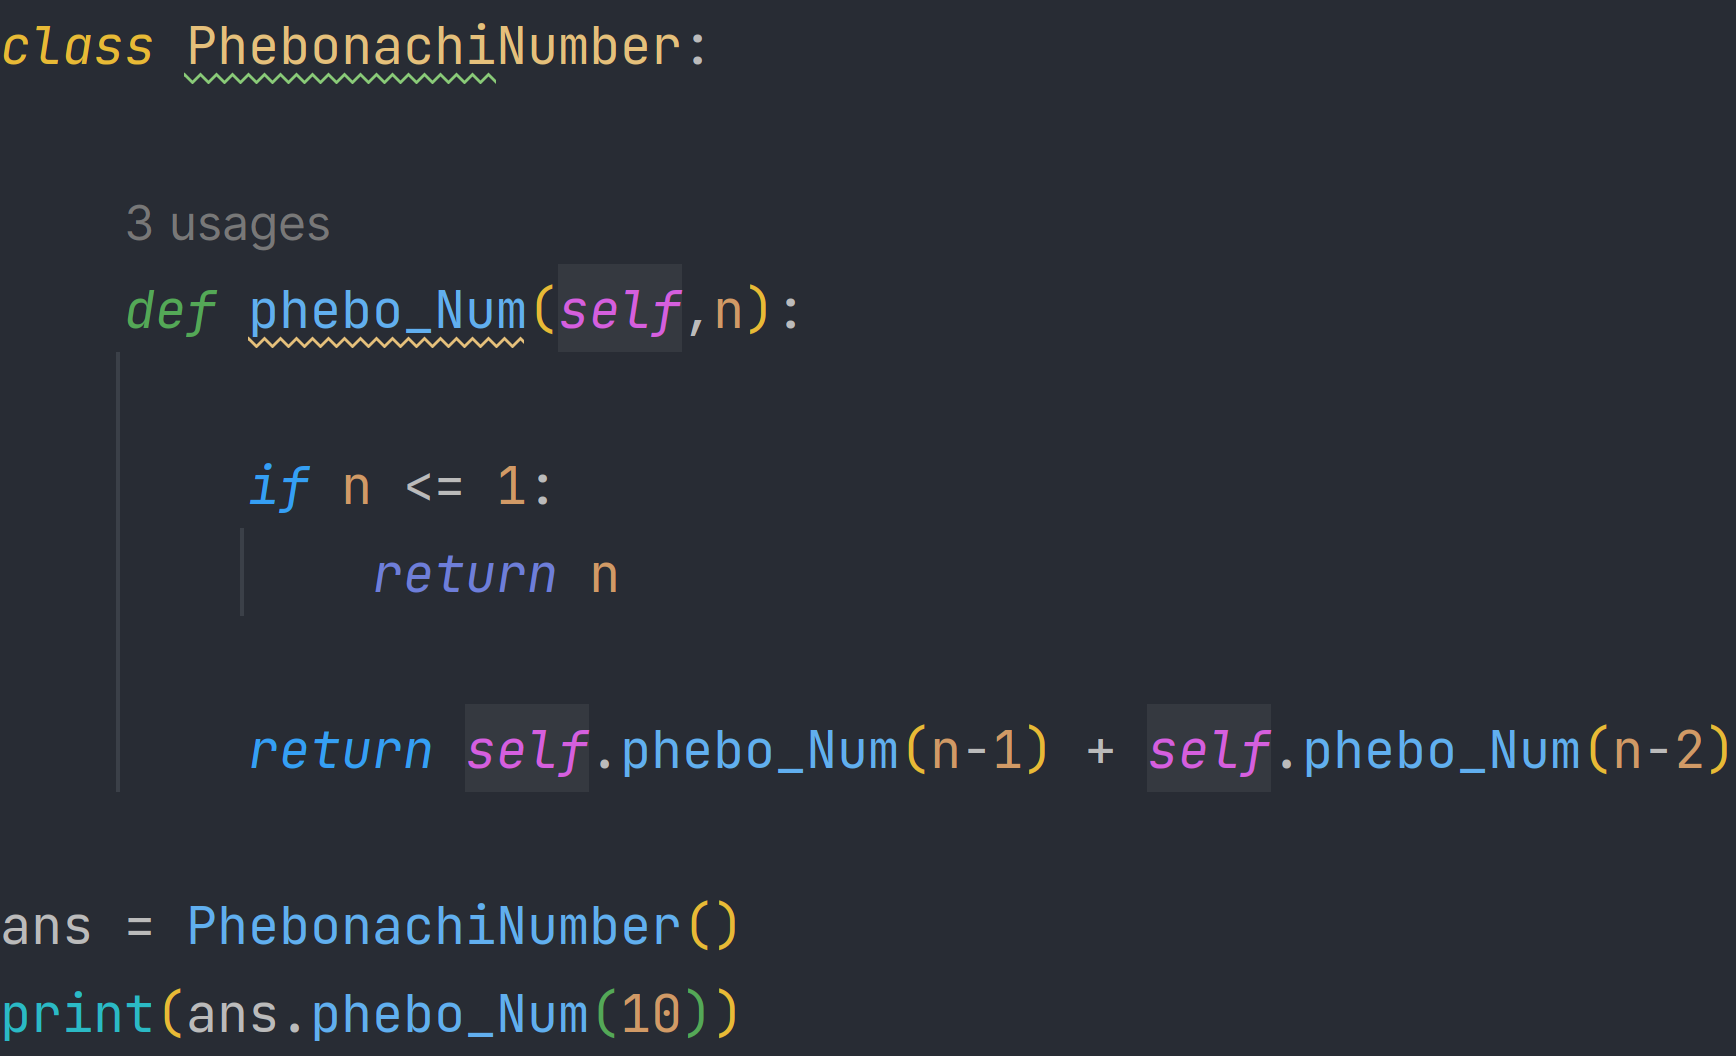 class PhebonachiNumber:
3 usages
def phebo_Num(self,n):
if n <= 1:
return n
return self.phebo_Num(n-1) + self.phebo_Num(n-2)
ans = PhebonachiNumber()
print(ans.phebo_Num(10))